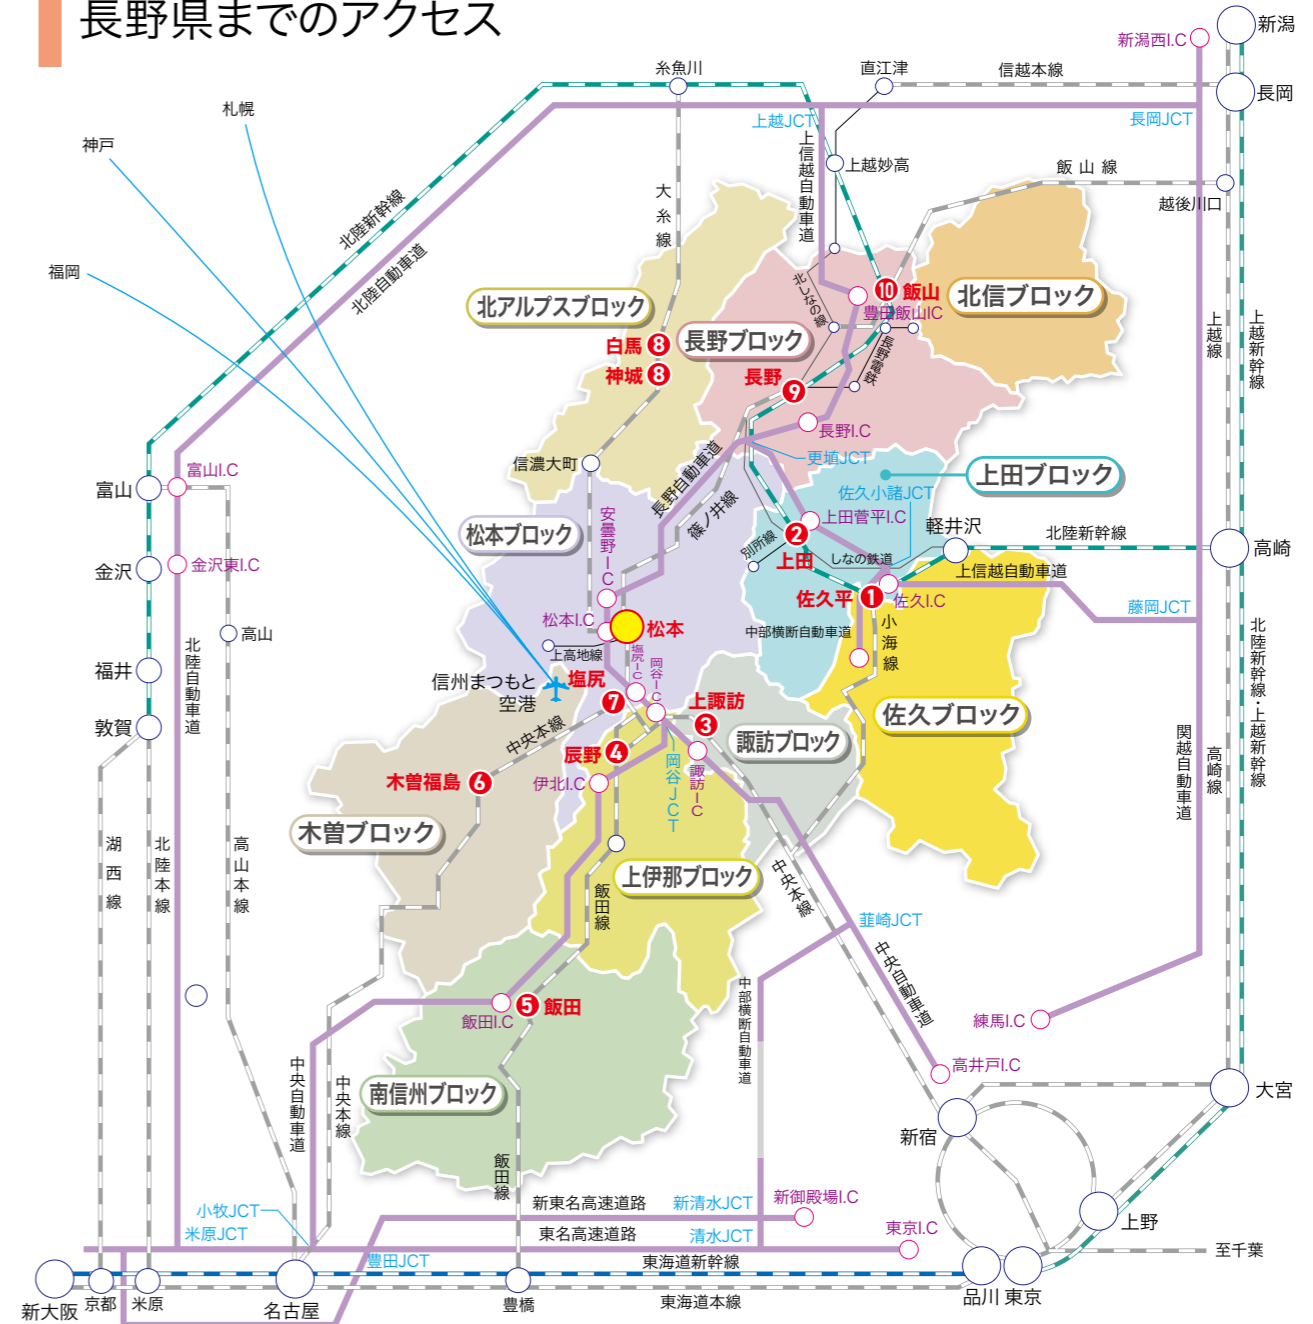 長野県までのアクセス
新潟
新潟西I.C
糸魚川
直江津
信越本線
長岡
札幌
上越JCT
長岡JCT
神戸
上信越自動車道
上越妙高
飯山線
越後川口
大糸線
北陸新幹線
北陸自動車道
福岡
北しなの線
10 飯山
豊田飯山IC
北信ブロック
北アルプスブロック
長野ブロック
上越線
上越新幹線
白馬 8
神城 8
長野電鉄
長野 9
長野I.C
更埴JCT
信濃大町
長野自動車道
篠ノ井線
上田ブロック
佐久小諸JCT
富山I.C
富山
松本ブロック
安曇野IC
上田菅平I.C
軽井沢
北陸新幹線
高崎
2
上田
別所線
しなの鉄道
上信越自動車道
金沢
金沢東I.C
佐久平 1
佐久I.C
藤岡JCT
松本I.C
松本
中部横断自動車道
小海線
高山
上高地線
塩尻IC
岡谷IC
北陸自動車道
福井
信州まつもと
空港
塩尻
7
上諏訪
3
佐久ブロック
北陸新幹線・上越新幹線
敦賀
中央本線
諏訪ブロック
辰野 4
岡谷JCT
諏訪IC
関越自動車道
高崎線
木曽福島 6
伊北I.C
木曽ブロック
湖西線
北陸本線
高山本線
上伊那ブロック
中央本線
飯田線
韮崎JCT
中央自動車道
中部横断自動車道
5 飯田
飯田I.C
練馬I.C
高井戸I.C
中央自動車道
中央本線
南信州ブロック
大宮
新宿
飯田線
新東名高速道路
新清水JCT
新御殿場I.C
小牧JCT
米原JCT
東名高速道路
清水JCT
東京I.C
上野
至千葉
豊田JCT
東海道新幹線
新大阪
京都
米原
名古屋
豊橋
東海道本線
品川
東京